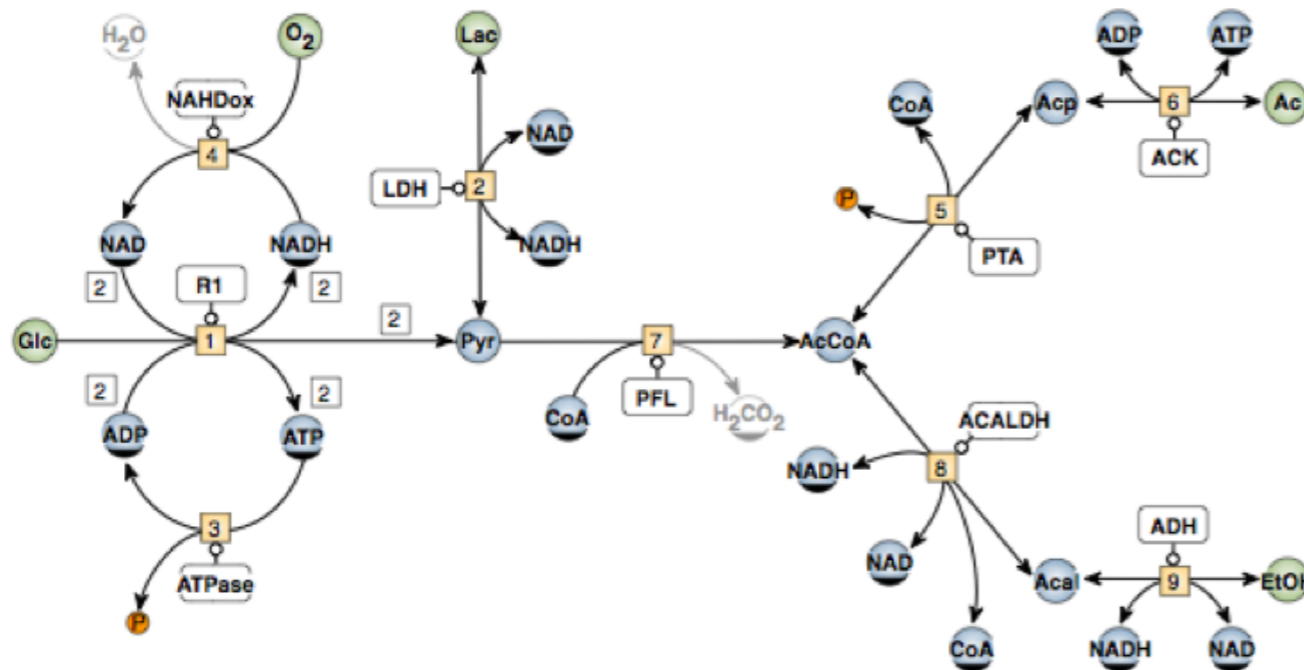 H2O
O2
Lac
ADP
ATP
NAHDox
CoA
Acp
6
Ac
4
NAD
LDH
2
ACK
P
5
NAD
NADH
NADH
PTA
2
R1
2
2
Glc
1
Pyr
7
AcCoA
2
2
PFL
CoA
H2CO2
ACALDH
ADP
ATP
NADH
8
3
ADH
ATPase
NAD
Acal
9
EtOH
P
CoA
NADH
NAD